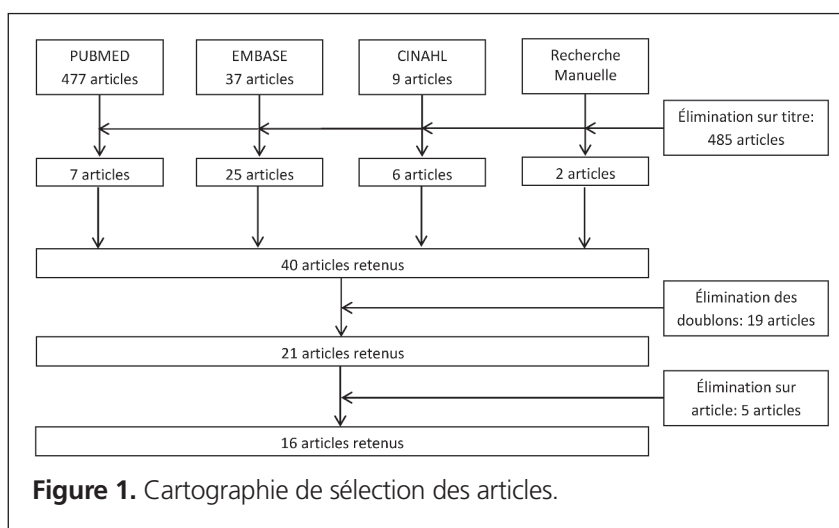 PUBMED
477 articles
EMBASE
37 articles
CINAHL
9 articles
Recherche
Manuelle
Élimination sur titre:
485 articles
7 articles
25 articles
6 articles
2 articles
40 articles retenus
Élimination des
doublons: 19 articles
21 articles retenus
Élimination sur
article: 5 articles
16 articles retenus
Figure 1. Cartographie de sélection des articles.